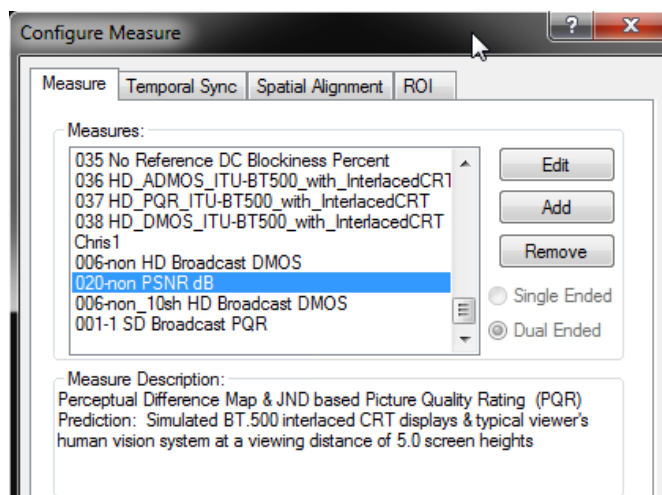 Configure Measure
?
X
Measure
Temporal Sync
Spatial Alignment
ROI
Measures:
035 No Reference DC Blockiness Percent
036 HD_ADMOS_ITU-BT500_with_InterlacedCRT
037 HD_PQR_ITU-BT500_with_InterlacedCRT
038 HD_DMOS_ITU-BT500_with_InterlacedCRT
Chris1
006-non HD Broadcast DMOS
020-non PSNR dB
006-non_10sh HD Broadcast DMOS
001-1 SD Broadcast PQR
Edit
Add
Remove
Single Ended
Dual Ended
Measure Description:
Perceptual Difference Map & JND based Picture Quality Rating (PQR)
Prediction: Simulated BT.500 interlaced CRT displays & typical viewer's
human vision system at a viewing distance of 5.0 screen heights